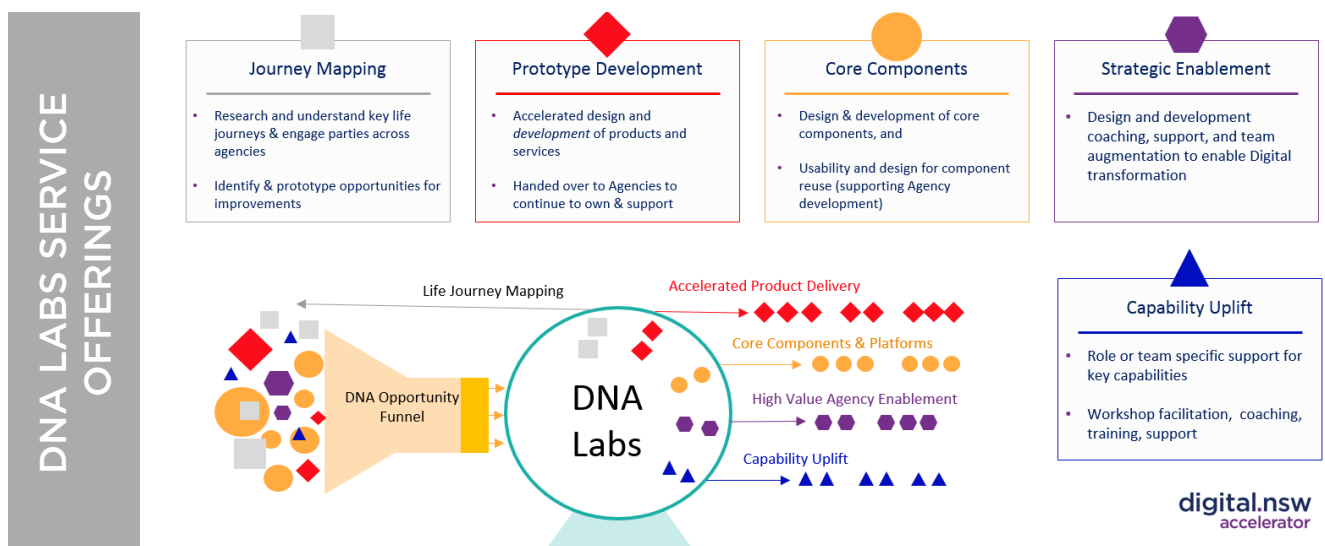 DNA LABS SERVICE
OFFERINGS
Journey Mapping
• Research and understand key life
journeys & engage parties across
agencies
• Identify & prototype opportunities for
improvements
Prototype Development
• Accelerated design and
development of products and
services
• Handed over to Agencies to
continue to own & support
Core Components
• Design & development of core
components, and
• Usability and design for component
reuse (supporting Agency
development)
Strategic Enablement
• Design and development
coaching, support, and team
augmentation to enable Digital
transformation
Life Journey Mapping
DNA Opportunity
Funnel
DNA
Labs
Accelerated Product Delivery
Core Components & Platforms
High Value Agency Enablement
Capability Uplift
Capability Uplift
• Role or team specific support for
key capabilities
• Workshop facilitation, coaching,
training, support
digital.nsw
accelerator